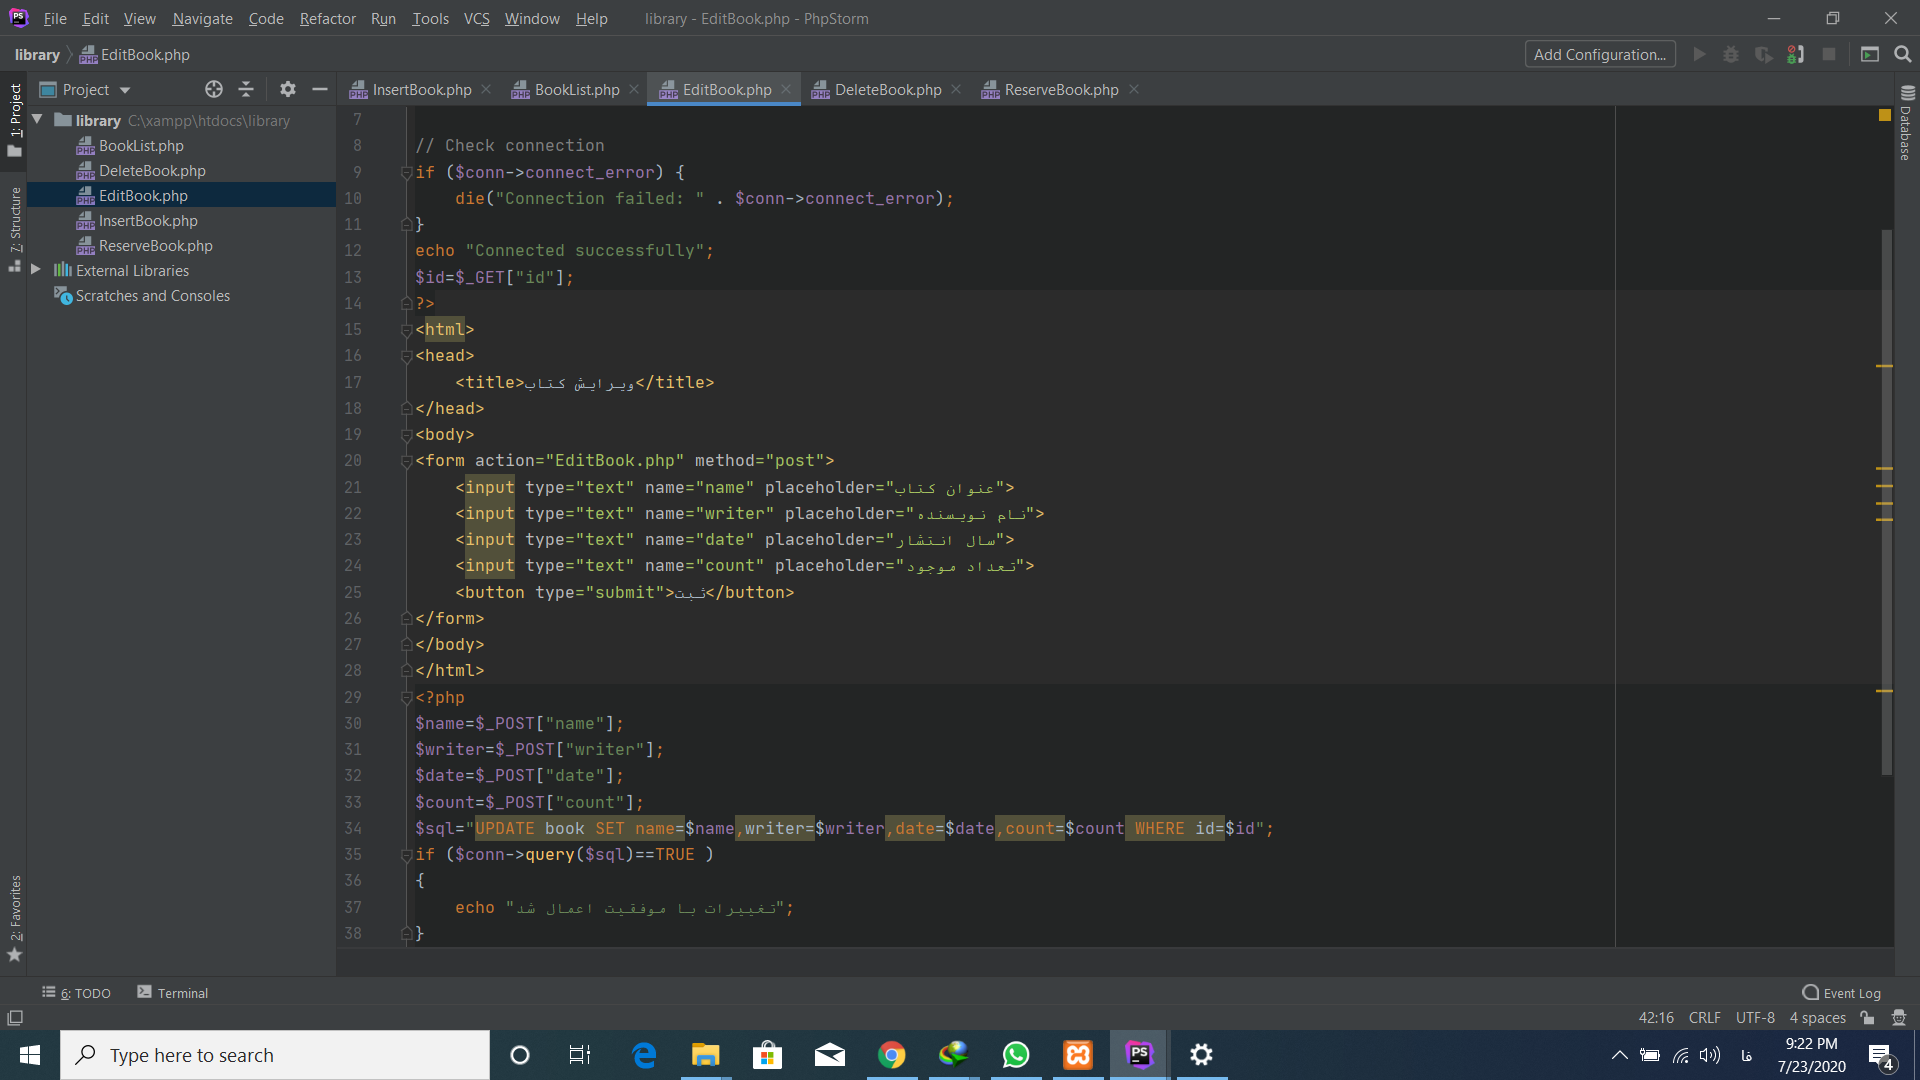 File Edit View Navigate Code Refactor Run Tools VCS Window Help library - EditBook.php - PhpStorm
library EditBook.php Add Configuration...
Project InsertBook.php BookList.php EditBook.php DeleteBook.php ReserveBook.php
1: Project
7: Structure
2: Favorites
Database
library C:\xampp\htdocs\library
BookList.php
DeleteBook.php
EditBook.php
InsertBook.php
ReserveBook.php
External Libraries
Scratches and Consoles
7
8 // Check connection
9 if ($conn->connect_error) {
10 die("Connection failed: " . $conn->connect_error);
11 }
12 echo "Connected successfully";
13 $id=$_GET["id"];
14 ?>
15 <html>
16 <head>
17 <title>ویرایش کتاب</title>
18 </head>
19 <body>
20 <form action="EditBook.php" method="post">
21 <input type="text" name="name" placeholder="عنوان کتاب">
22 <input type="text" name="writer" placeholder="نام نویسنده">
23 <input type="text" name="date" placeholder="سال انتشار">
24 <input type="text" name="count" placeholder="تعداد موجود">
25 <button type="submit">ثبت</button>
26 </form>
27 </body>
28 </html>
29 <?php
30 $name=$_POST["name"];
31 $writer=$_POST["writer"];
32 $date=$_POST["date"];
33 $count=$_POST["count"];
34 $sql="UPDATE book SET name=$name,writer=$writer,date=$date,count=$count WHERE id=$id";
35 if ($conn->query($sql)==TRUE )
36 {
37 echo "تغییرات با موفقیت اعمال شد";
38 }
6: TODO Terminal Event Log
42:16 CRLF UTF-8 4 spaces
Type here to search
فا
9:22 PM
7/23/2020
4